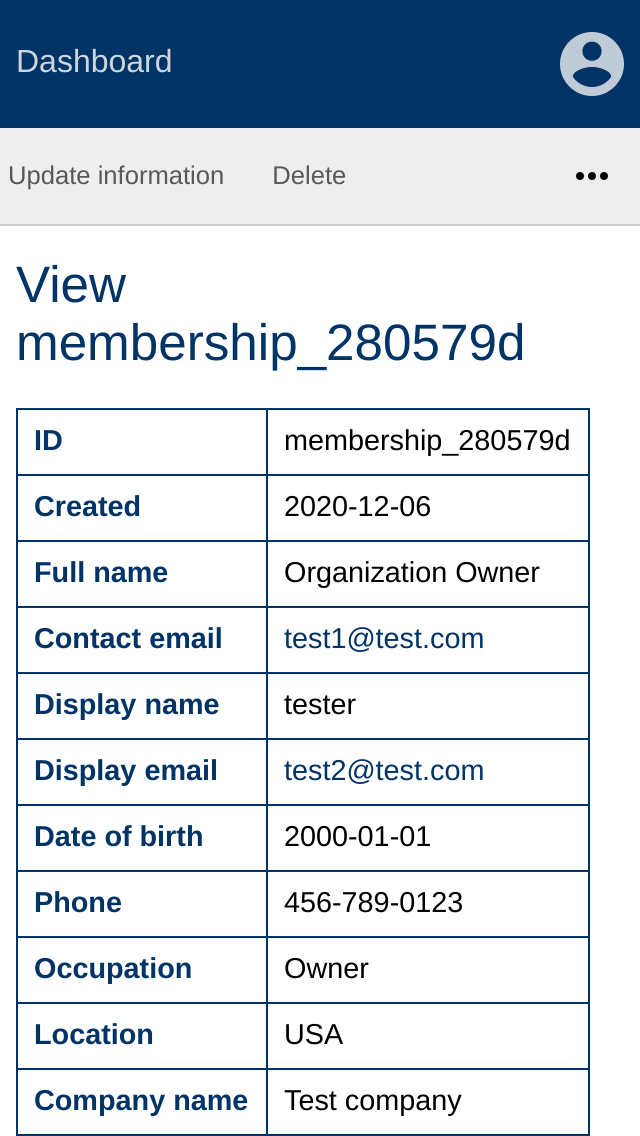 Dashboard
Update information Delete
View
membership_280579d
ID membership_280579d
Created 2020-12-06
Full name Organization Owner
Contact email test1@test.com
Display name tester
Display email test2@test.com
Date of birth 2000-01-01
Phone 456-789-0123
Occupation Owner
Location USA
Company name Test company